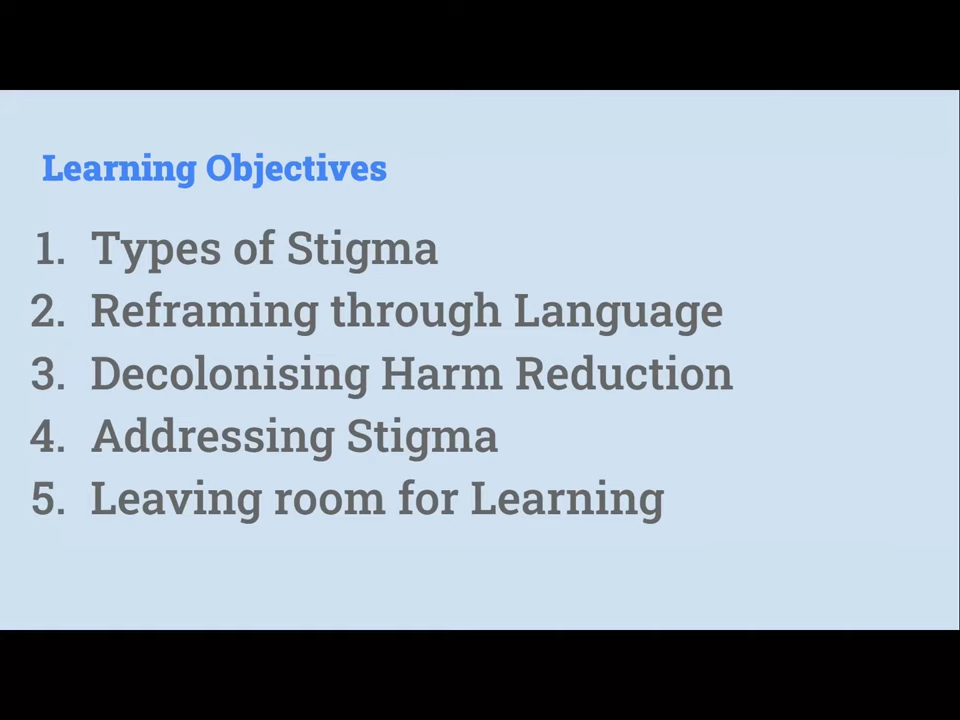 Learning Objectives
1. Types of Stigma
2. Reframing through Language
3. Decolonising Harm Reduction
4. Addressing Stigma
5. Leaving room for Learning